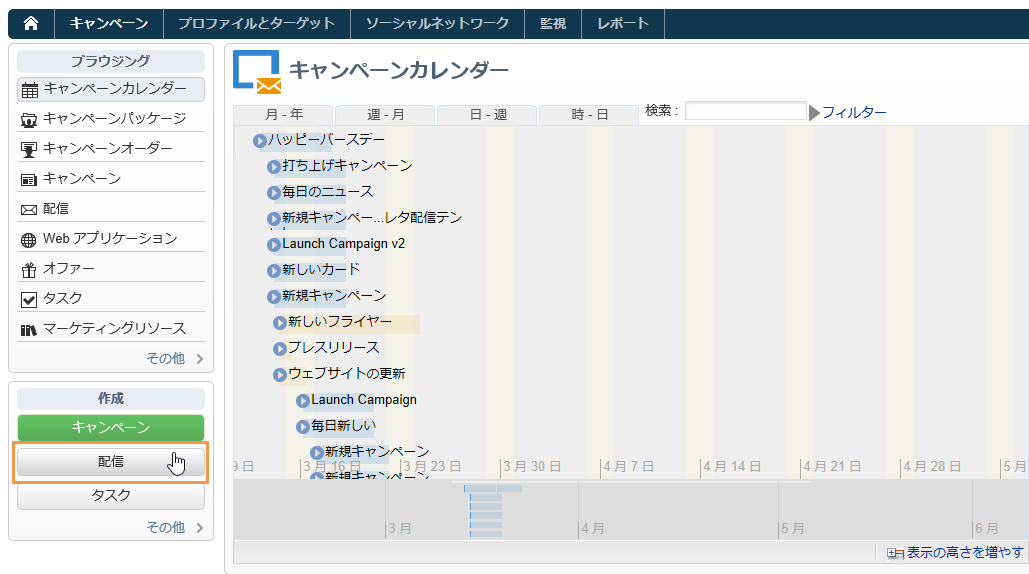 キャンペーン プロファイルとターゲット ソーシャルネットワーク 監視 レポート
ブラウジング
キャンペーンカレンダー
キャンペーンパッケージ
キャンペーンオーダー
キャンペーン
配信
Web アプリケーション
オファー
タスク
マーケティングリソース
その他
作成
キャンペーン
配信
タスク
その他
キャンペーンカレンダー
月 - 年 週 - 月 日 - 週 時 - 日 検索 : フィルター
ハッピーバースデー
打ち上げキャンペーン
毎日のニュース
新規キャンペー...レタ配信テン
Launch Campaign v2
新しいカード
新規キャンペーン
新しいフライヤー
プレスリリース
ウェブサイトの更新
Launch Campaign
毎日新しい
新規キャンペーン
新規キャンペーン
9 日 3 月 16 日 3 月 23 日 3 月 30 日 4 月 7 日 4 月 14 日 4 月 21 日 4 月 28 日 5 月
3 月 4 月 5 月 6 月
表示の高さを増やす